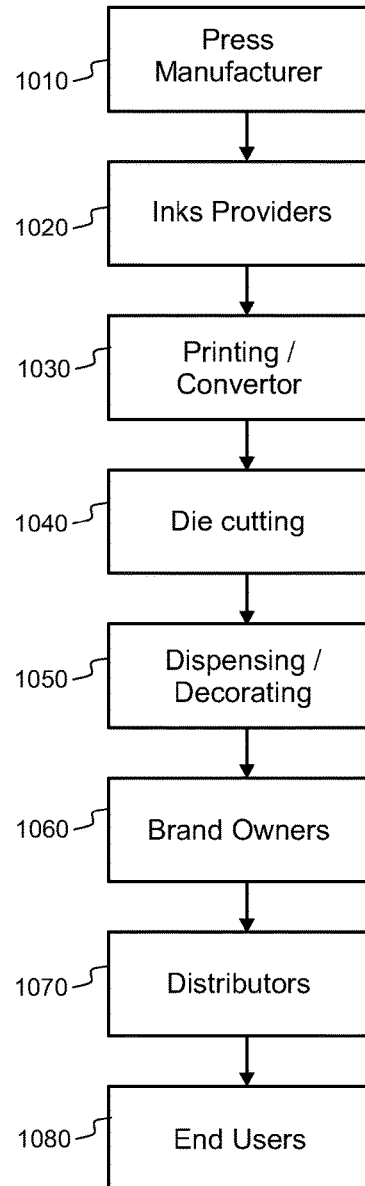 Press
Manufacturer
1010
Inks Providers
1020
Printing /
Convertor
1030
Die cutting
1040
Dispensing /
Decorating
1050
Brand Owners
1060
Distributors
1070
End Users
1080